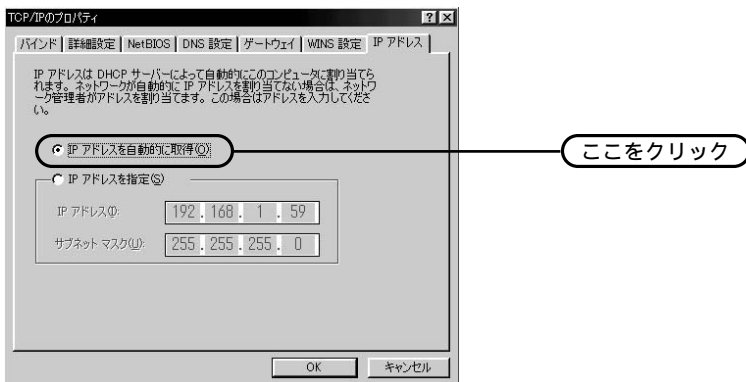 TCP/IPのプロパティ
バインド 詳細設定 NetBIOS DNS 設定 ゲートウェイ WINS 設定 IP アドレス
IP アドレスは DHCP サーバーによって自動的にこのコンピュータに割り当てら
れます。ネットワークが自動的に IP アドレスを割り当てない場合は、ネットワ
ーク管理者がアドレスを割り当てます。この場合はアドレスを入力してくださ
い。
IP アドレスを自動的に取得(O)
ここをクリック
IP アドレスを指定(S)
IP アドレス(I): 192 . 168 . 1 . 59
サブネット マスク(U): 255 . 255 . 255 . 0
OK キャンセル